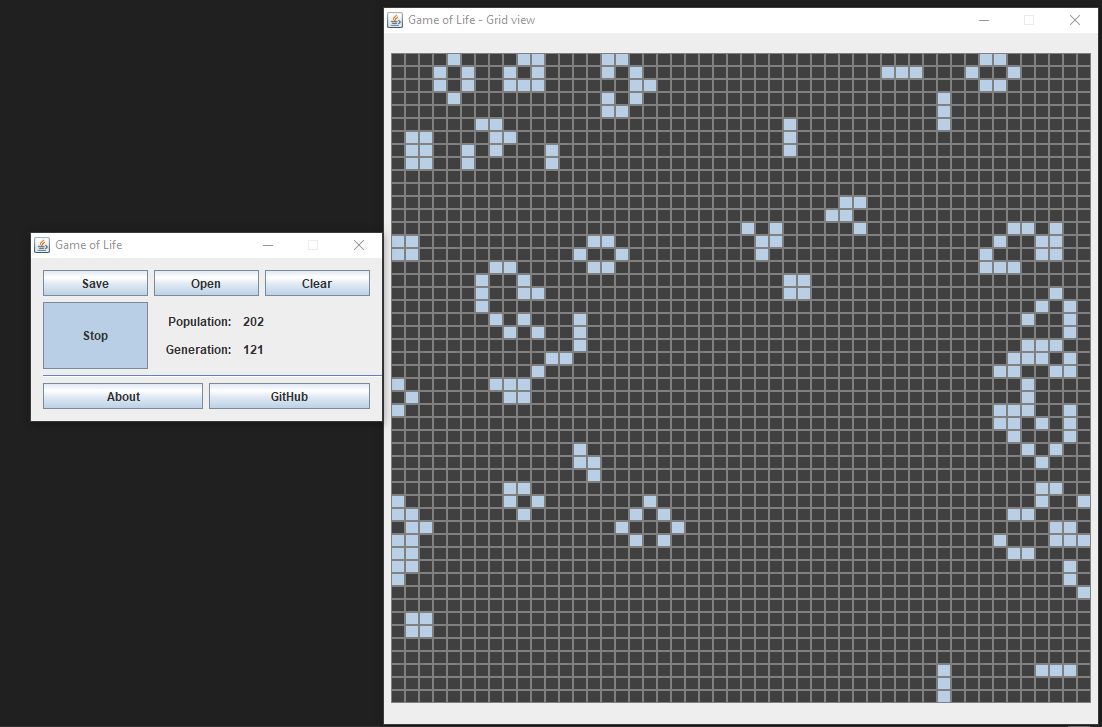 Game of Life - Grid view
Game of Life
Save Open Clear
Stop
Population: 202
Generation: 121
About GitHub